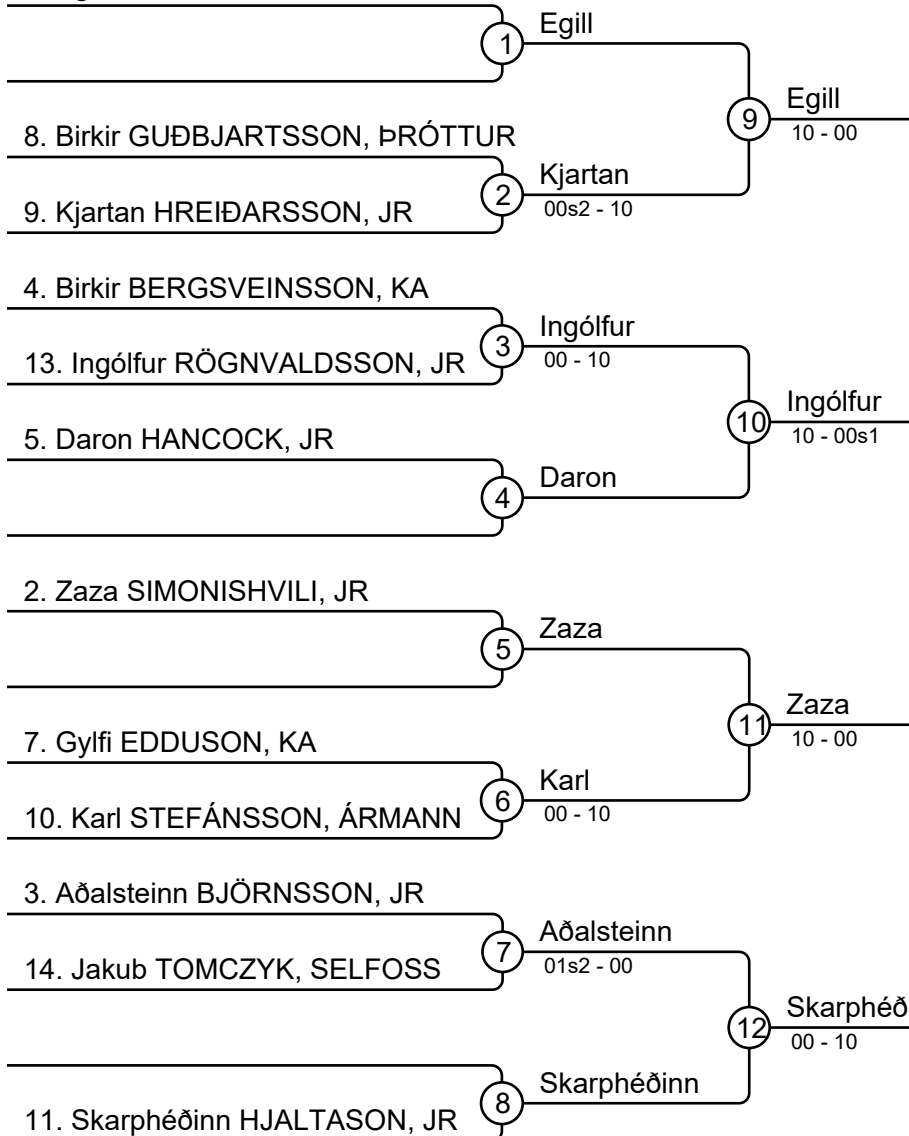 Egill
1
8. Birkir GUÐBJARTSSON, ÞRÓTTUR
9
Egill
10 - 00
2
Kjartan
00s2 - 10
9. Kjartan HREIÐARSSON, JR
4. Birkir BERGSVEINSSON, KA
3
Ingólfur
00 - 10
13. Ingólfur RÖGNVALDSSON, JR
10
Ingólfur
10 - 00s1
5. Daron HANCOCK, JR
4
Daron
2. Zaza SIMONISHVILI, JR
5
Zaza
11
Zaza
10 - 00
7. Gylfi EDDUSON, KA
6
Karl
00 - 10
10. Karl STEFÁNSSON, ÁRMANN
3. Aðalsteinn BJÖRNSSON, JR
7
Aðalsteinn
01s2 - 00
14. Jakub TOMCZYK, SELFOSS
12
Skarphéð
00 - 10
8
Skarphéðinn
11. Skarphéðinn HJALTASON, JR